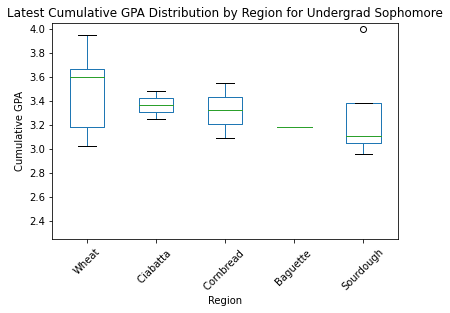 Latest Cumulative GPA Distribution by Region for Undergrad Sophomore
4.0
3.8
3.6
3.4
3.2
3.0
2.8
2.6
2.4
Cumulative GPA
Wheat
Ciabatta
Cornbread
Baguette
Sourdough
Region